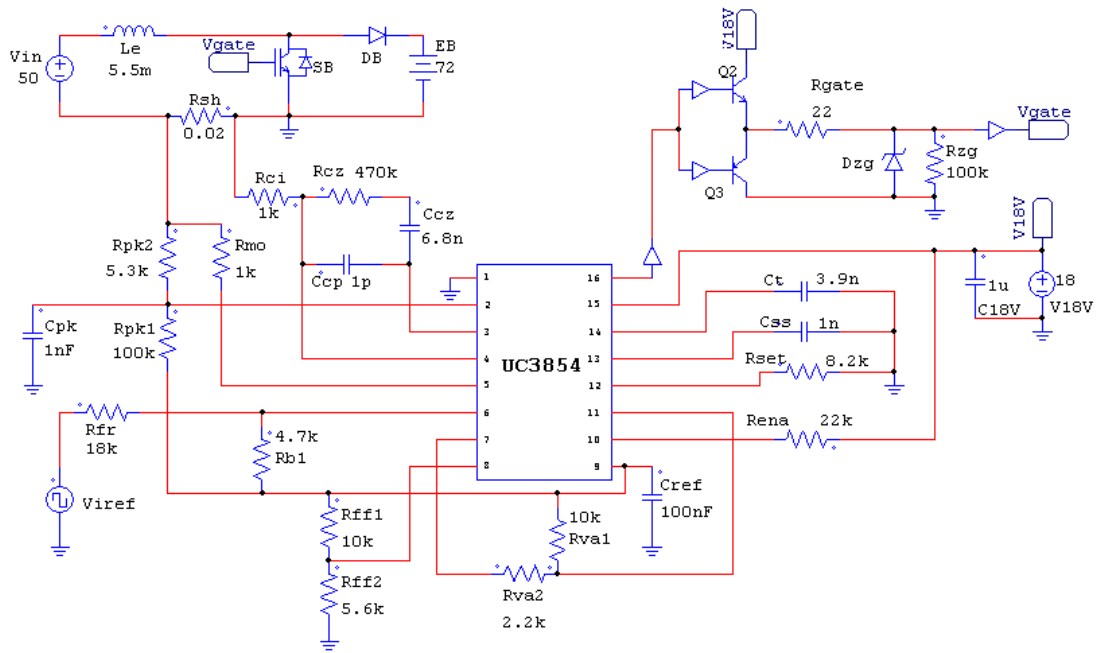 Vin
50
Le
5.5m
Vgate
SB
DB
EB
72
Rsh
0.02
Rci
1k
Rcz 470k
Ccz
6.8n
Ccp 1p
Rpk2
5.3k
Rmo
1k
Cpk
1nF
Rpk1
100k
Rfr
18k
Viref
4.7k
Rb1
Rff1
10k
Rff2
5.6k
UC3854
1
2
3
4
5
6
7
8
16
15
14
13
12
11
10
9
Rva2
2.2k
10k
Rva1
Cref
100nF
Rena
22k
Rset
8.2k
Css
1n
Ct
3.9n
V18V
Q2
Q3
Rgate
22
Dzg
Rzg
100k
Vgate
V18V
1u
C18V
18
V18V